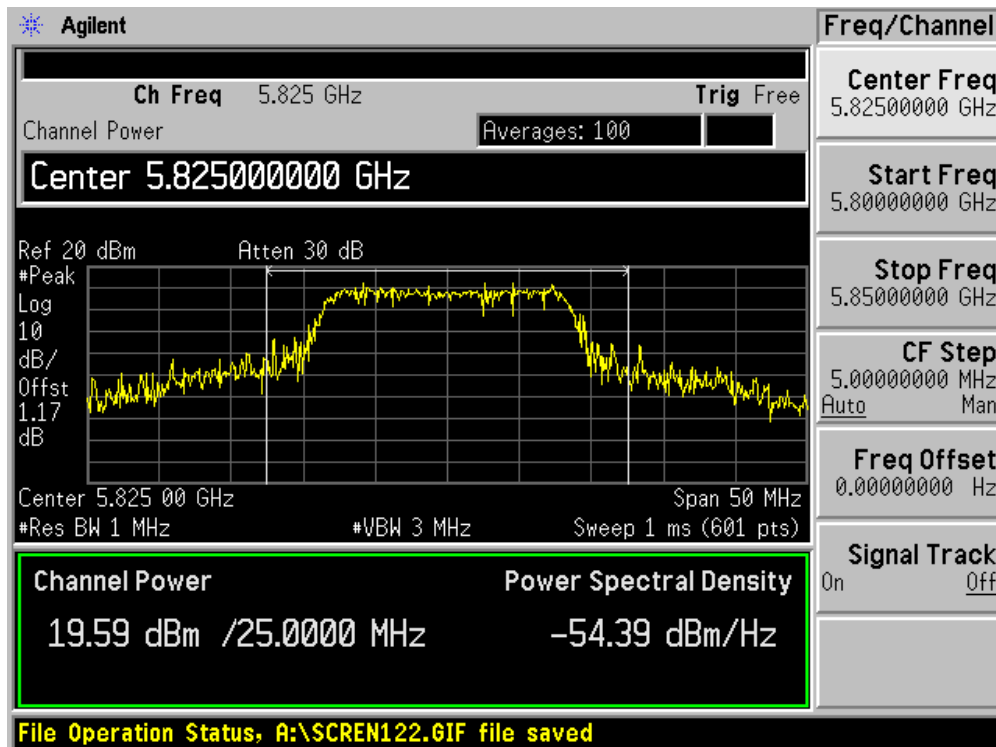 Agilent
Freq/Channel
Ch Freq 5.825 GHz Trig Free
Channel Power Averages: 100
Center 5.825000000 GHz
Ref 20 dBm Atten 30 dB
#Peak
Log
10
dB/
Offst
1.17
dB
Center 5.825 00 GHz Span 50 MHz
#Res BW 1 MHz #VBW 3 MHz Sweep 1 ms (601 pts)
Channel Power Power Spectral Density
19.59 dBm /25.0000 MHz -54.39 dBm/Hz
File Operation Status, A:\SCREN122.GIF file saved
Center Freq
5.82500000 GHz
Start Freq
5.80000000 GHz
Stop Freq
5.85000000 GHz
CF Step
5.00000000 MHz
Auto Man
Freq Offset
0.00000000 Hz
Signal Track
On Off